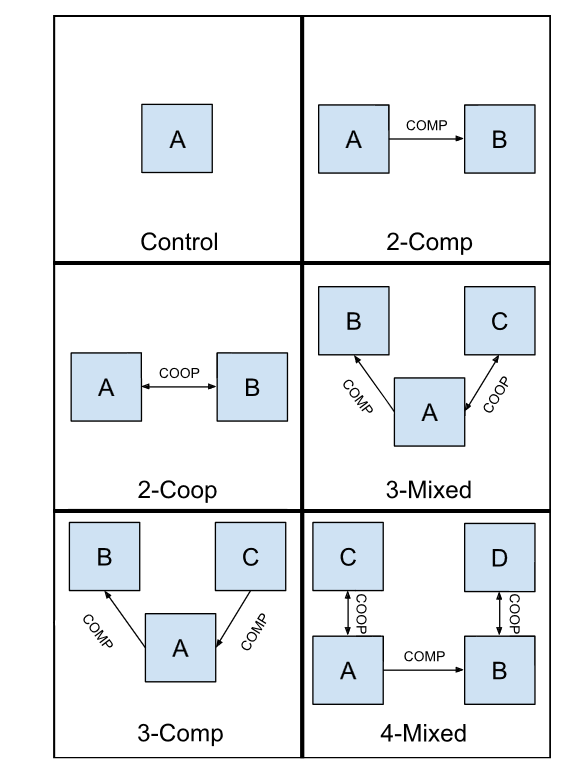 A
Control
A
COMP
B
2-Comp
A
COOP
B
2-Coop
B
C
COMP
COOP
A
3-Mixed
B
C
COMP
COMP
A
3-Comp
C
D
COOP
COOP
A
COMP
B
4-Mixed